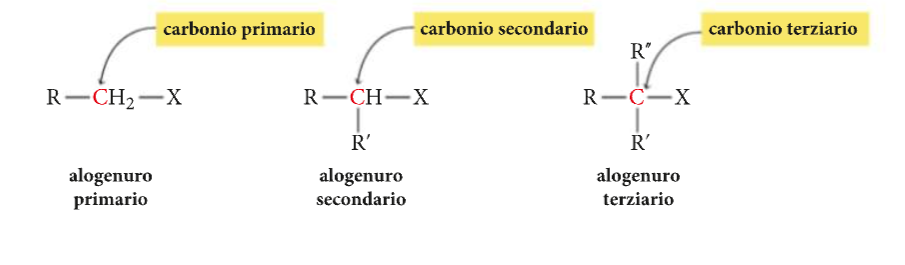 carbonio primario
carbonio secondario
carbonio terziario
R″
R—CH₂—X
R—CH—X
R—C—X
R′
R′
alogenuro
primario
alogenuro
secondario
alogenuro
terziario